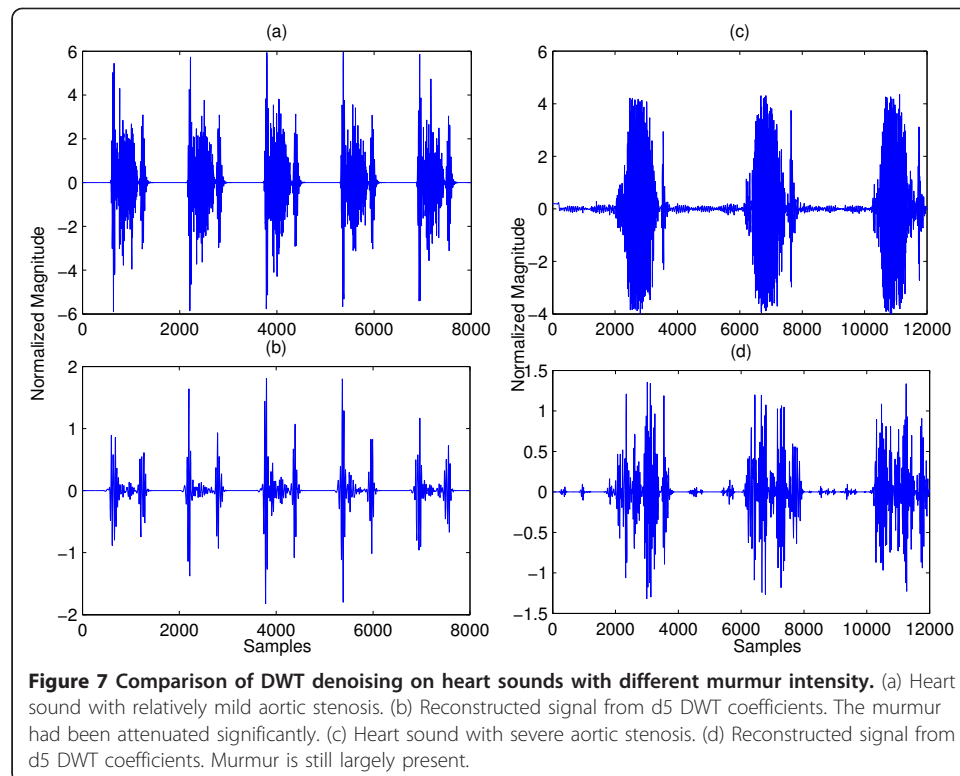 (a)
6
4
2
0
−2
−4
−6
0 2000 4000 6000 8000
(c)
6
4
2
0
−2
−4
0 2000 4000 6000 8000 10000 12000
Normalized Magnitude
Normalized Magnitude
(b)
2
1
0
−1
−2
0 2000 4000 6000 8000
Samples
(d)
1.5
1
0.5
0
−0.5
−1
−1.5
0 2000 4000 6000 8000 10000 12000
Samples
Figure 7 Comparison of DWT denoising on heart sounds with different murmur intensity. (a) Heart
sound with relatively mild aortic stenosis. (b) Reconstructed signal from d5 DWT coefficients. The murmur
had been attenuated significantly. (c) Heart sound with severe aortic stenosis. (d) Reconstructed signal from
d5 DWT coefficients. Murmur is still largely present.